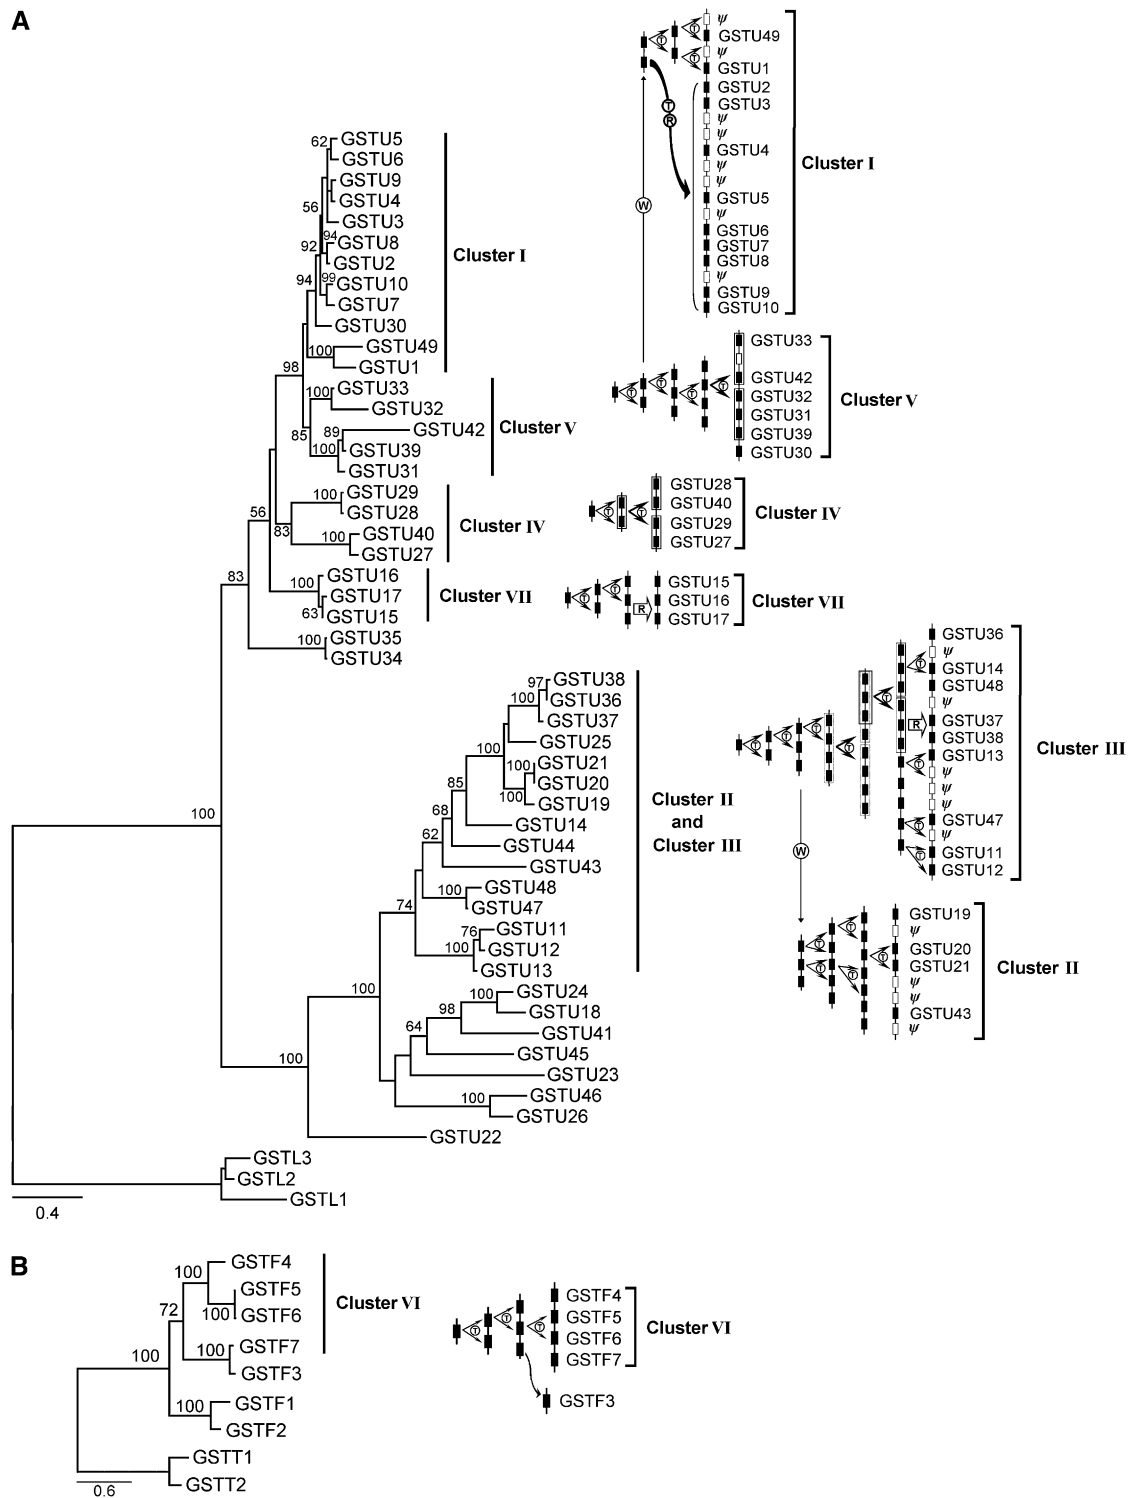 A
62
GSTU5
GSTU6
GSTU9
GSTU4
56
GSTU3
94
GSTU8
92
GSTU2
99
94
GSTU10
GSTU7
GSTU30
GSTU49
100
GSTU1
98
Cluster I
GSTU33
100
GSTU32
85
89
GSTU42
100
GSTU39
GSTU31
Cluster V
100
GSTU29
GSTU28
56
83
100
GSTU40
GSTU27
Cluster IV
83
100
GSTU16
GSTU17
63
GSTU15
Cluster VII
100
GSTU35
GSTU34
97
GSTU38
100
GSTU36
GSTU37
GSTU25
100
100
GSTU21
GSTU20
100
GSTU19
85
GSTU14
68
GSTU44
62
GSTU43
100
GSTU48
GSTU47
74
76
GSTU11
100
GSTU12
GSTU13
Cluster II
and
Cluster III
100
100
100
GSTU24
GSTU18
98
GSTU41
64
GSTU45
GSTU23
100
100
GSTU46
GSTU26
GSTU22
GSTL3
GSTL2
GSTL1
0.4
ψ
GSTU49
ψ
GSTU1
GSTU2
GSTU3
ψ
ψ
GSTU4
ψ
ψ
GSTU5
ψ
GSTU6
GSTU7
GSTU8
ψ
GSTU9
GSTU10
Cluster I
T
T
T
T
R
W
GSTU33
GSTU42
GSTU32
GSTU31
GSTU39
GSTU30
Cluster V
T
T
T
T
GSTU28
GSTU40
GSTU29
GSTU27
Cluster IV
T
T
GSTU15
GSTU16
GSTU17
Cluster VII
T
T
R
GSTU36
ψ
GSTU14
GSTU48
ψ
GSTU37
GSTU38
GSTU13
ψ
ψ
ψ
GSTU47
ψ
GSTU11
GSTU12
Cluster III
T
T
T
T
T
T
R
T
T
T
W
GSTU19
ψ
GSTU20
GSTU21
ψ
ψ
GSTU43
ψ
Cluster II
T
T
T
T
T
B
100
GSTF4
GSTF5
100
GSTF6
72
100
GSTF7
GSTF3
100
100
GSTF1
GSTF2
GSTT1
GSTT2
0.6
Cluster VI
T
T
T
GSTF4
GSTF5
GSTF6
GSTF7
GSTF3
Cluster VI